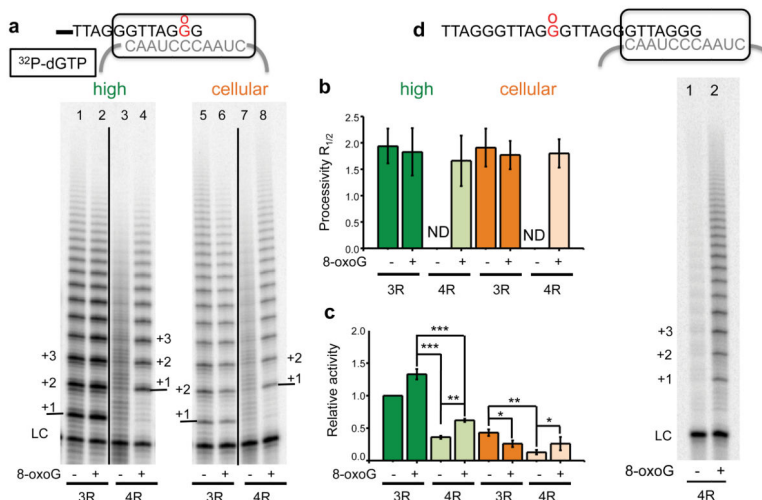 a
O
TTAGGGTTAGGG
CAAUCCCAAUC
32P-dGTP
high cellular
1 2 3 4 5 6 7 8
+3
+2
+1
LC
+3
+2
+1
+2
+1
+2
+1
8-oxoG - + - + - + - +
3R 4R 3R 4R
b
high cellular
Processivity R1/2
2.5
2.0
1.5
1.0
0.5
0.0
ND ND
8-oxoG - + - + - + - +
3R 4R 3R 4R
c
Relative activity
2.0
1.5
1.0
0.5
0.0
***
***
**
**
*
*
8-oxoG - + - + - + - +
3R 4R 3R 4R
d
O
TTAGGGTTAGGGTTAGGGTTAGGG
CAAUCCCAAUC
1 2
+3
+2
+1
LC
8-oxoG - +
4R